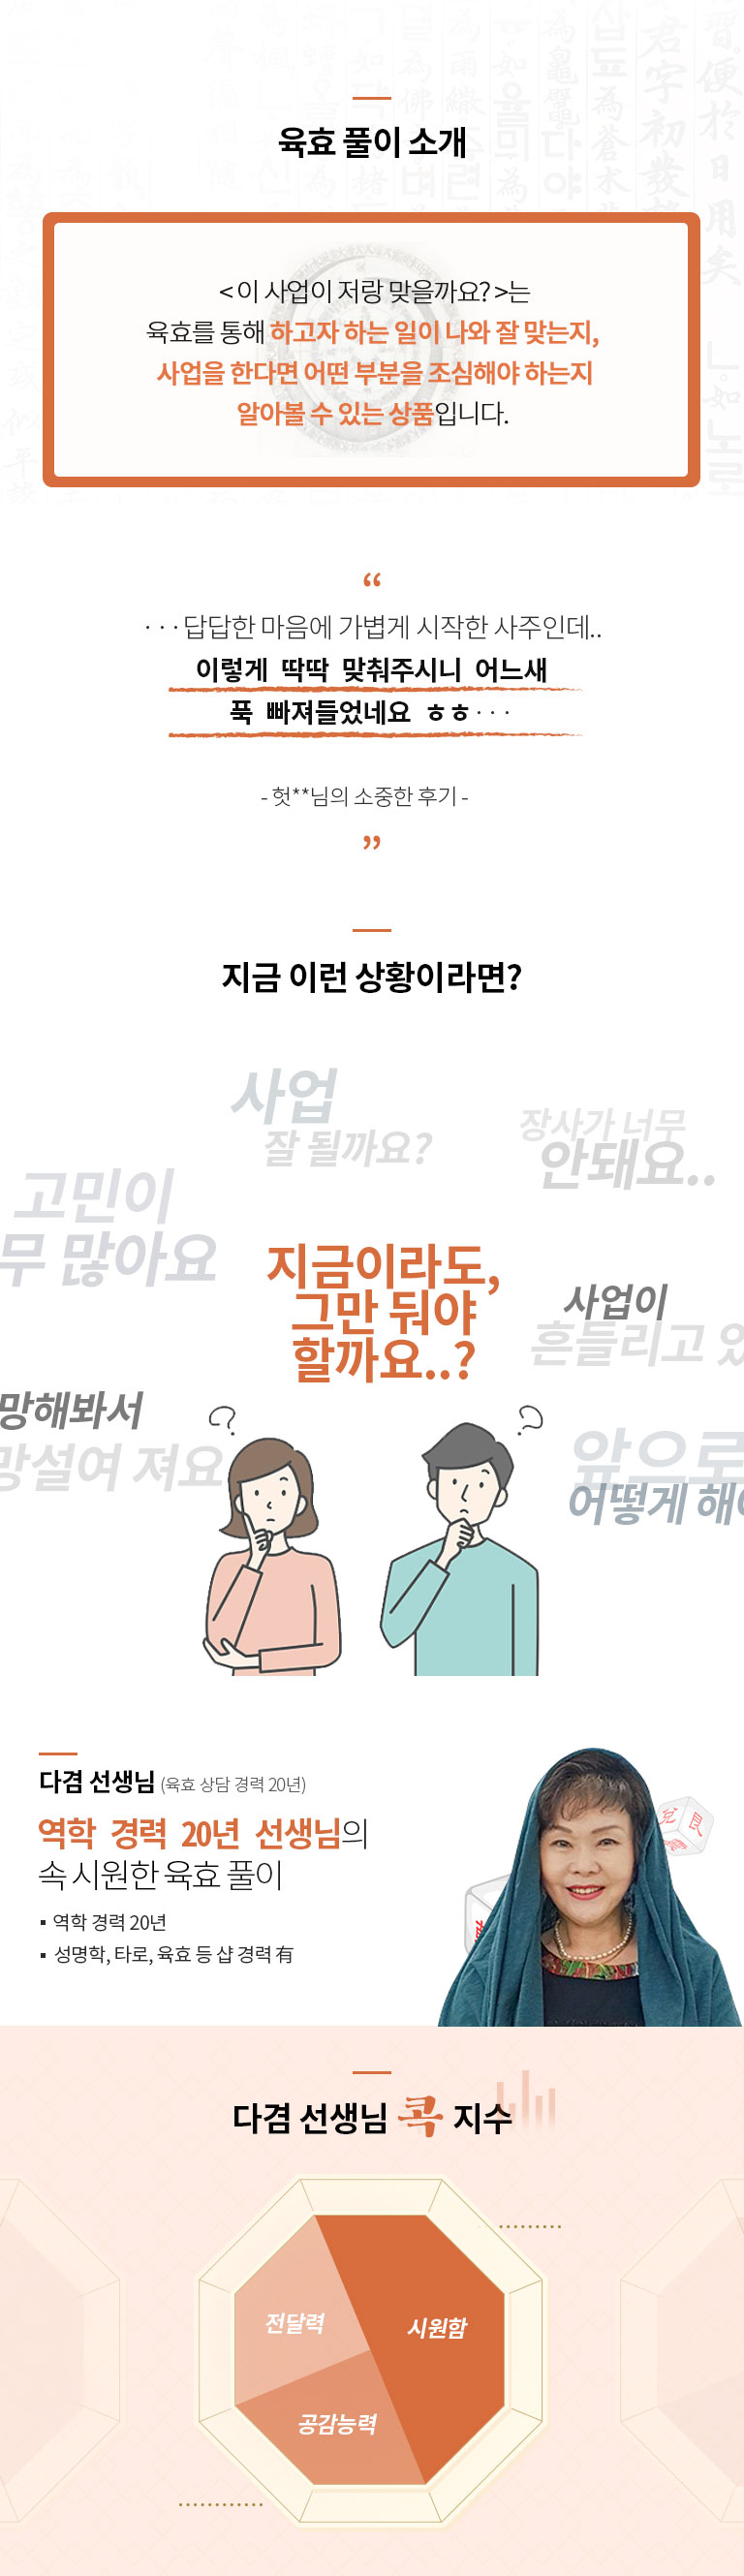 육효 풀이 소개
<이 사업이 저랑 맞을까요?>는
육효를 통해 하고자 하는 일이 나와 잘 맞는지,
사업을 한다면 어떤 부분을 조심해야 하는지
알아볼 수 있는 상품입니다.
“
···답답한 마음에 가볍게 시작한 사주인데..
이렇게 딱딱 맞춰주시니 어느새
푹 빠져들었네요 ㅎㅎ···
- 헛**님의 소중한 후기 -
”
지금 이런 상황이라면?
사업
잘 될까요?
장사가 너무
안돼요..
고민이
무 많아요
지금이라도,
그만 둬야
할까요..?
사업이
흔들리고 있
망해봐서
망설여 져요
앞으로
어떻게 해야
다겸 선생님 (육효 상담 경력 20년)
역학 경력 20년 선생님의
속 시원한 육효 풀이
▪ 역학 경력 20년
▪ 성명학, 타로, 육효 등 샵 경력 有
兌 艮
다겸 선생님 콕 지수
전달력
시원함
공감능력